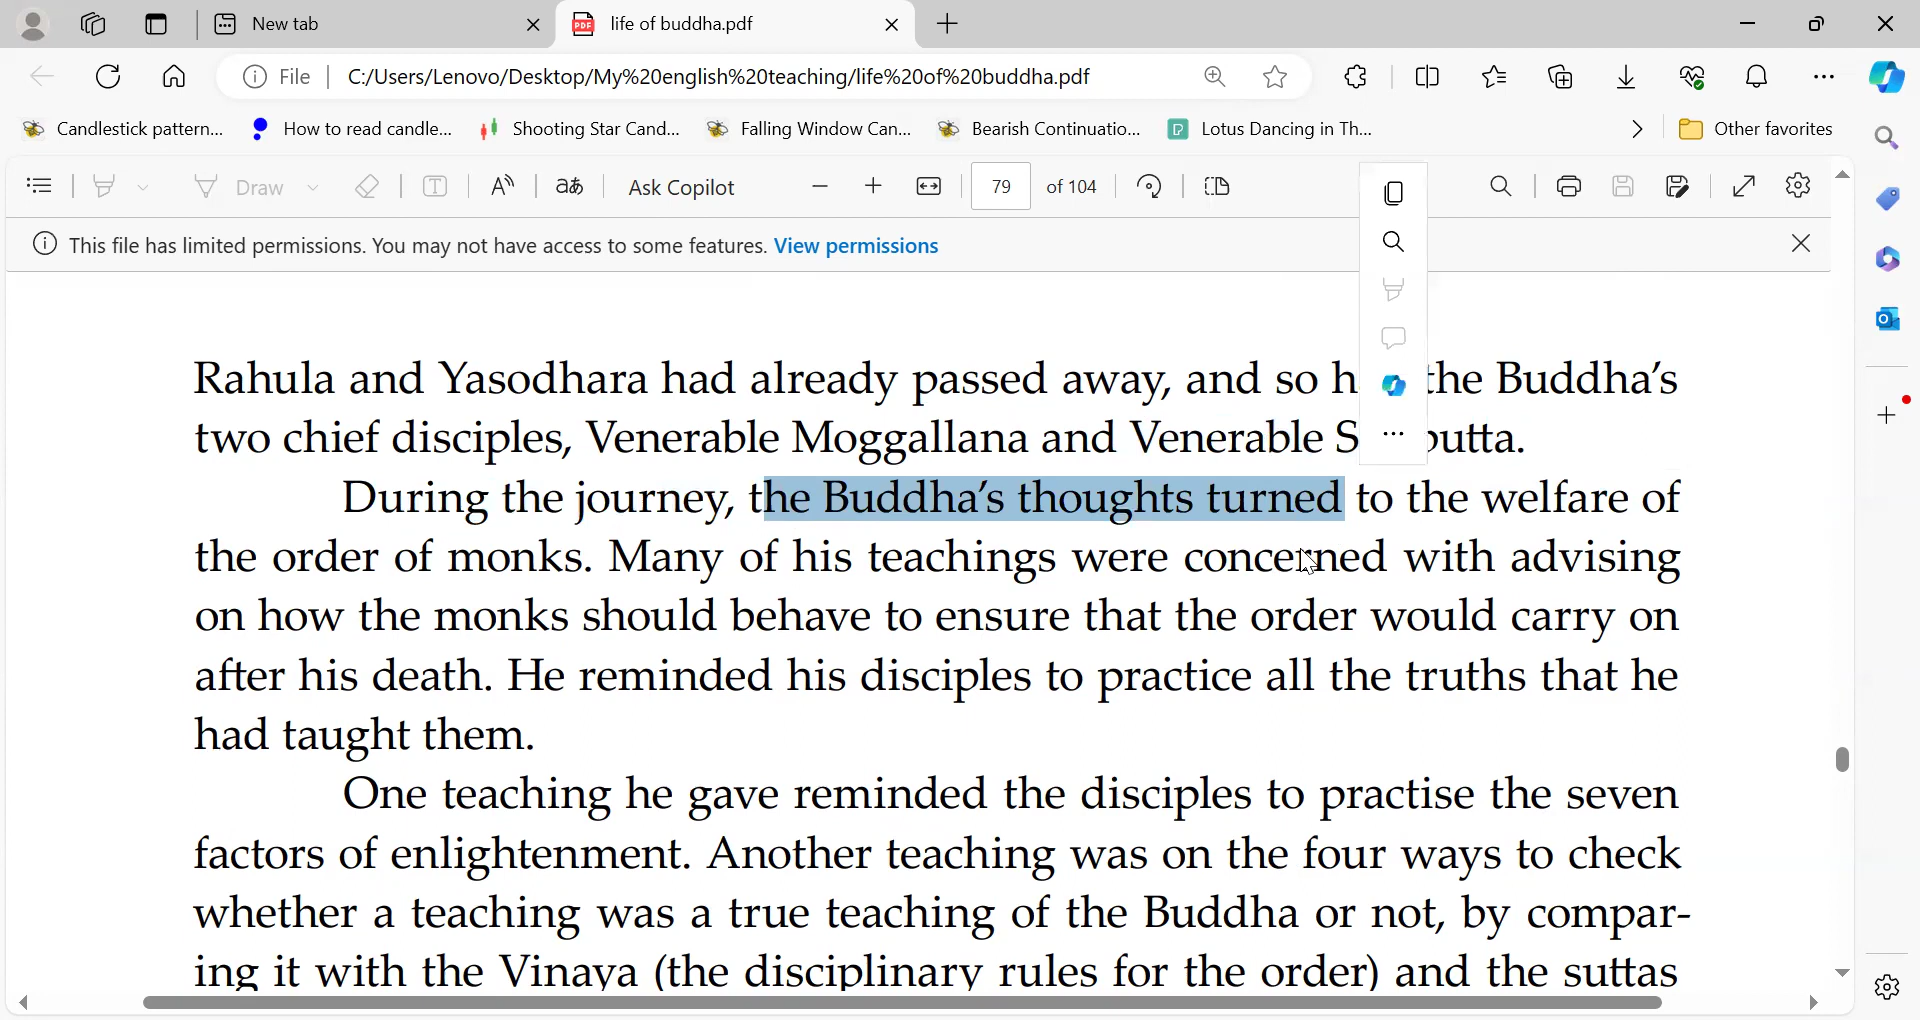 New tab
life of buddha.pdf
File
C:/Users/Lenovo/Desktop/My%20english%20teaching/life%20of%20buddha.pdf
Candlestick pattern...
How to read candle...
Shooting Star Cand...
Falling Window Can...
Bearish Continuatio...
Lotus Dancing in Th...
Other favorites
Draw
Ask Copilot
79
of 104
This file has limited permissions. You may not have access to some features. View permissions
Rahula and Yasodhara had already passed away, and so the Buddha's
two chief disciples, Venerable Moggallana and Venerable
During the journey, the Buddha's thoughts turned to the welfare of
the order of monks. Many of his teachings were concerned with advising
on how the monks should behave to ensure that the order would carry on
after his death. He reminded his disciples to practice all the truths that he
had taught them.
One teaching he gave reminded the disciples to practise the seven
factors of enlightenment. Another teaching was on the four ways to check
whether a teaching was a true teaching of the Buddha or not, by compar-
ing it with the Vinaya (the disciplinary rules for the order) and the suttas